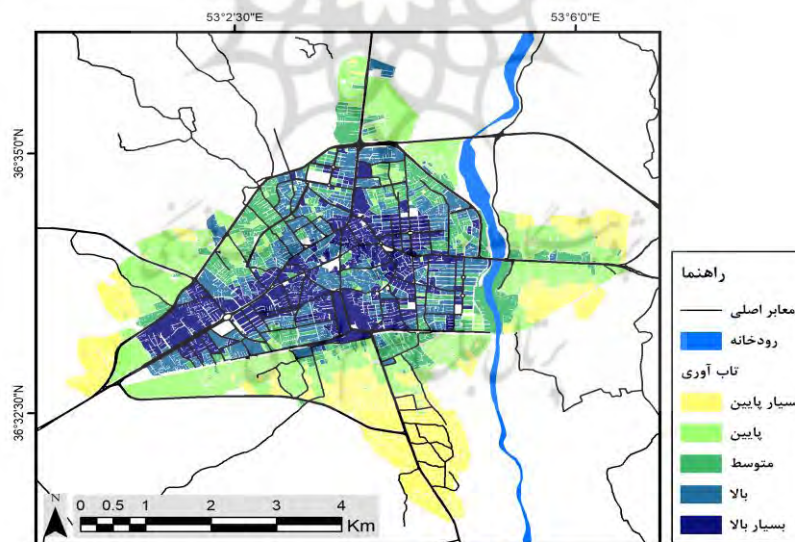 53°2'30"E
53°6'0"E
36°35'0"N
36°32'30"N
راهنما
معابر اصلی
رودخانه
تاب آوری
بسیار پایین
پایین
متوسط
بالا
بسیار بالا
N
0 0.5 1 2 3 4
Km